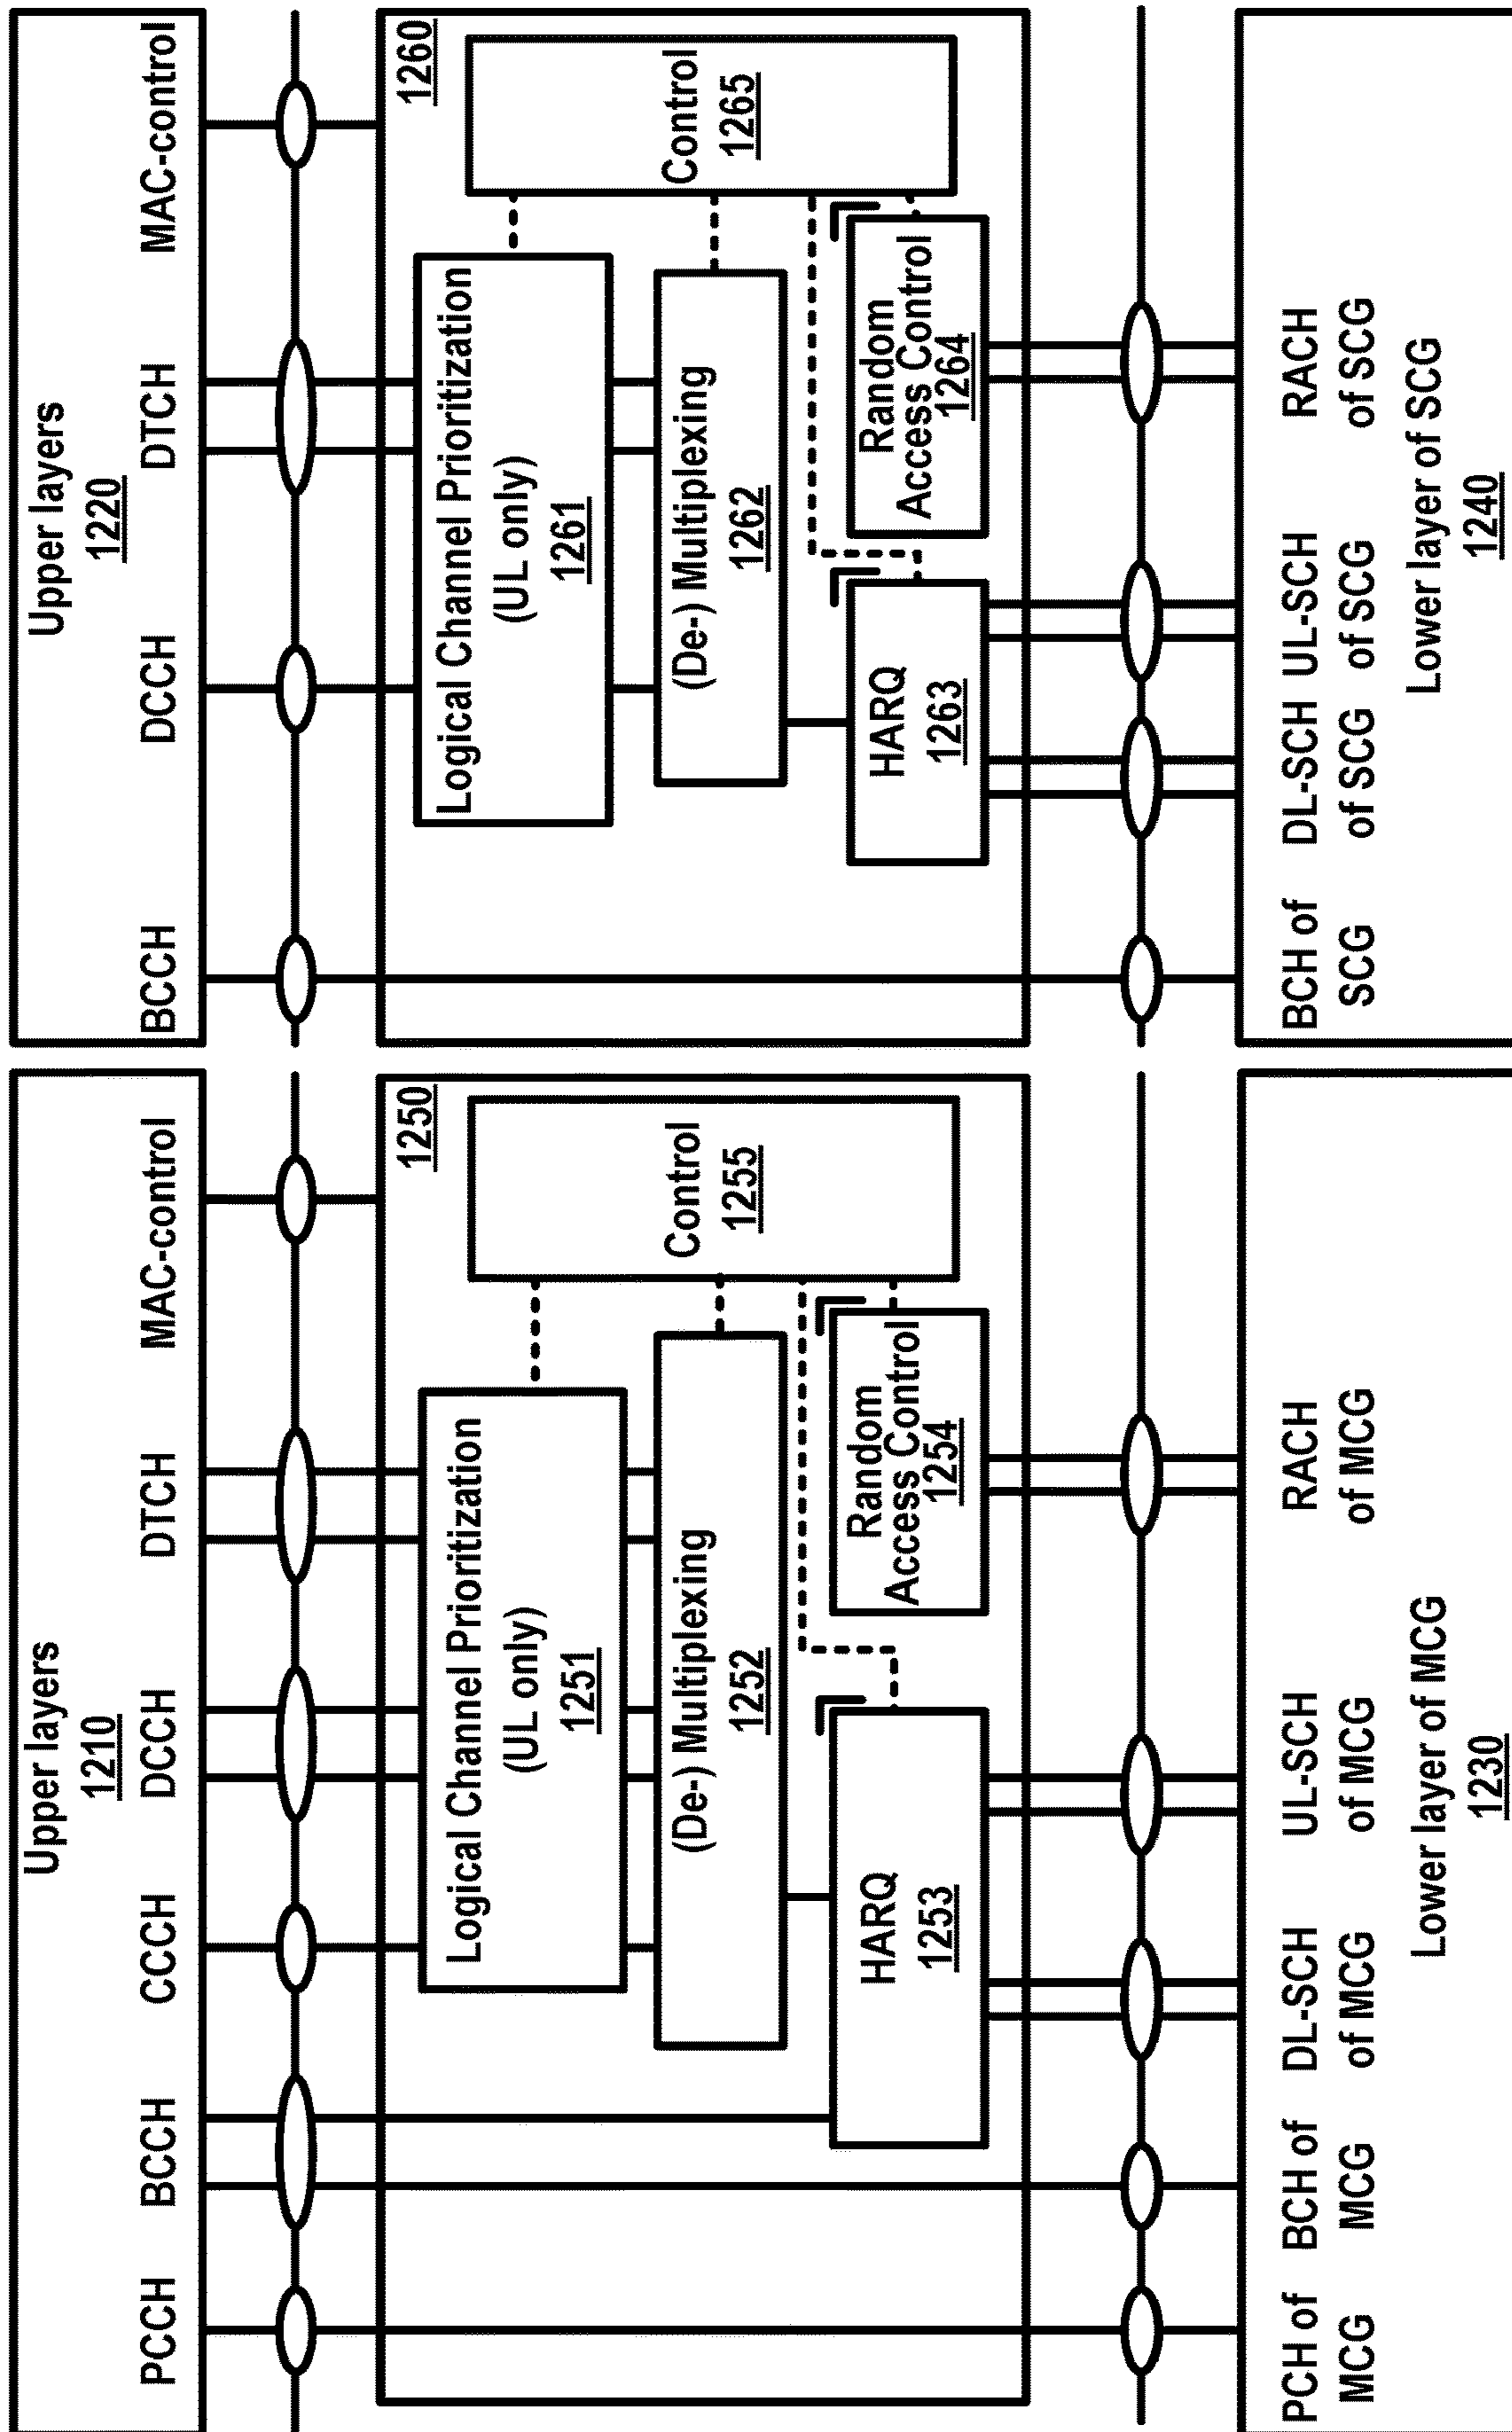 Upper layers
1210
PCCH BCCH CCCH DCCH DTCH MAC-control
1250
Logical Channel Prioritization
(UL only)
1251
(De-) Multiplexing
1252
HARQ
1253
Random
Access Control
1254
Control
1255
PCH of
MCG
BCH of
MCG
DL-SCH
of MCG
UL-SCH
of MCG
RACH
of MCG
Lower layer of MCG
1230
Upper layers
1220
BCCH DCCH DTCH MAC-control
1260
Logical Channel Prioritization
(UL only)
1261
(De-) Multiplexing
1262
HARQ
1263
Random
Access Control
1264
Control
1265
BCH of
SCG
DL-SCH
of SCG
UL-SCH
of SCG
RACH
of SCG
Lower layer of SCG
1240